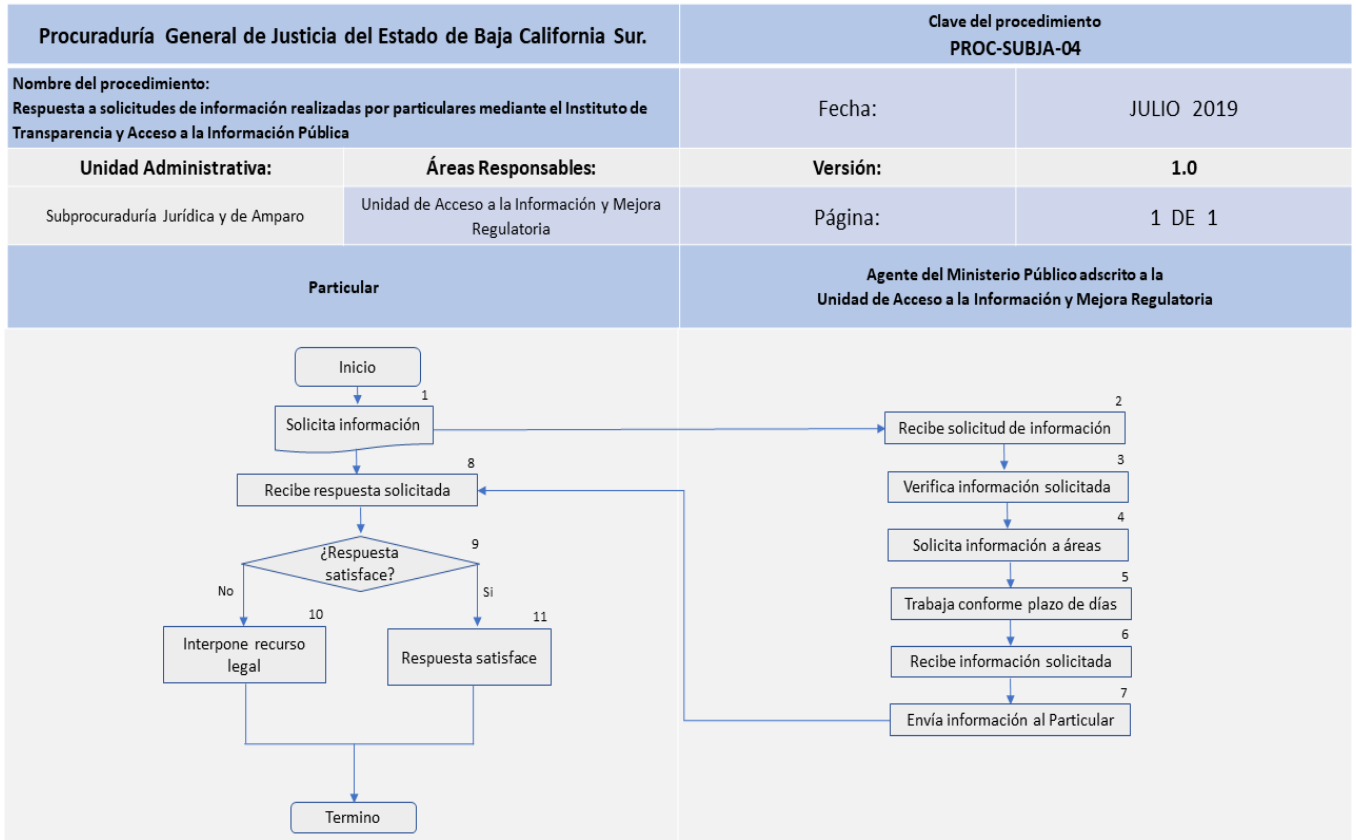 Procuraduría General de Justicia del Estado de Baja California Sur.
Clave del procedimiento
PROC-SUBJA-04
Nombre del procedimiento:
Respuesta a solicitudes de información realizadas por particulares mediante el Instituto de
Transparencia y Acceso a la Información Pública
Fecha:
JULIO 2019
Unidad Administrativa:
Áreas Responsables:
Versión:
1.0
Subprocuraduría Jurídica y de Amparo
Unidad de Acceso a la Información y Mejora
Regulatoria
Página:
1 DE 1
Particular
Agente del Ministerio Público adscrito a la
Unidad de Acceso a la Información y Mejora Regulatoria
Inicio
1
Solicita información
2
Recibe solicitud de información
3
Verifica información solicitada
4
Solicita información a áreas
5
Trabaja conforme plazo de días
6
Recibe información solicitada
7
Envía información al Particular
8
Recibe respuesta solicitada
9
¿Respuesta
satisface?
No
Si
10
Interpone recurso
legal
11
Respuesta satisface
Termino